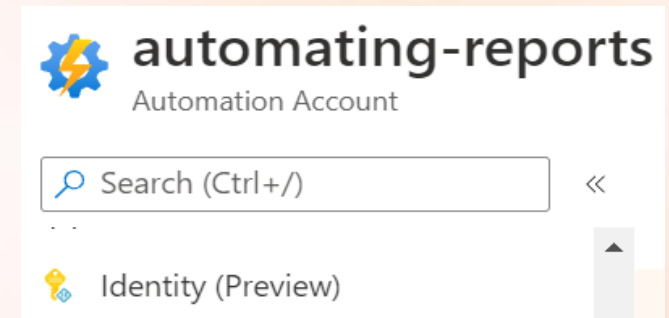 automating-reports
Automation Account
Search (Ctrl+/)
Identity (Preview)